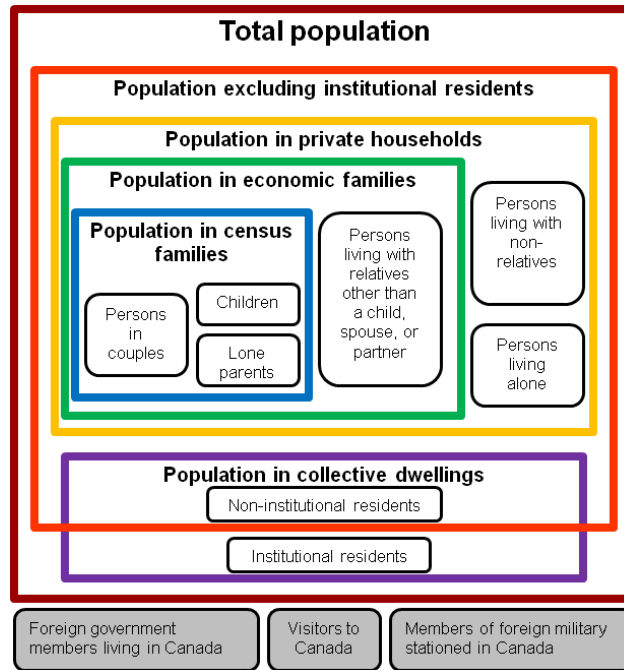 Total population
Population excluding institutional residents
Population in private households
Population in economic families
Population in census
families
Persons
in
couples
Children
Lone
parents
Persons
living with
relatives
other than
a child,
spouse, or
partner
Persons
living with
non-
relatives
Persons
living
alone
Population in collective dwellings
Non-institutional residents
Institutional residents
Foreign government
members living in Canada
Visitors to
Canada
Members of foreign military
stationed in Canada